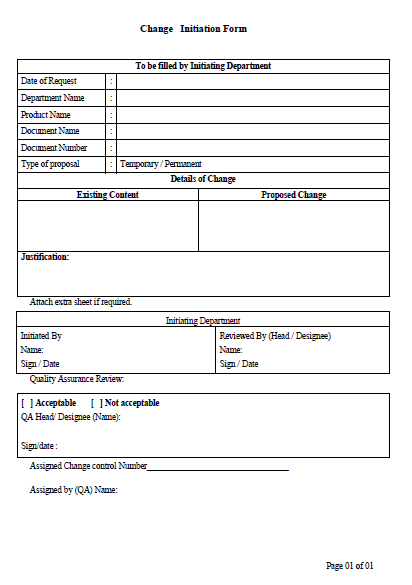 Change Initiation Form
To be filled by Initiating Department
Date of Request :
Department Name :
Product Name :
Document Name :
Document Number :
Type of proposal : Temporary / Permanent
Details of Change
Existing Content Proposed Change
Justification:
Attach extra sheet if required.
Initiating Department
Initiated By Reviewed By (Head / Designee)
Name: Name:
Sign / Date Sign / Date
Quality Assurance Review:
[ ] Acceptable [ ] Not acceptable
QA Head/ Designee (Name):
Sign/date :
Assigned Change control Number
Assigned by (QA) Name:
Page 01 of 01